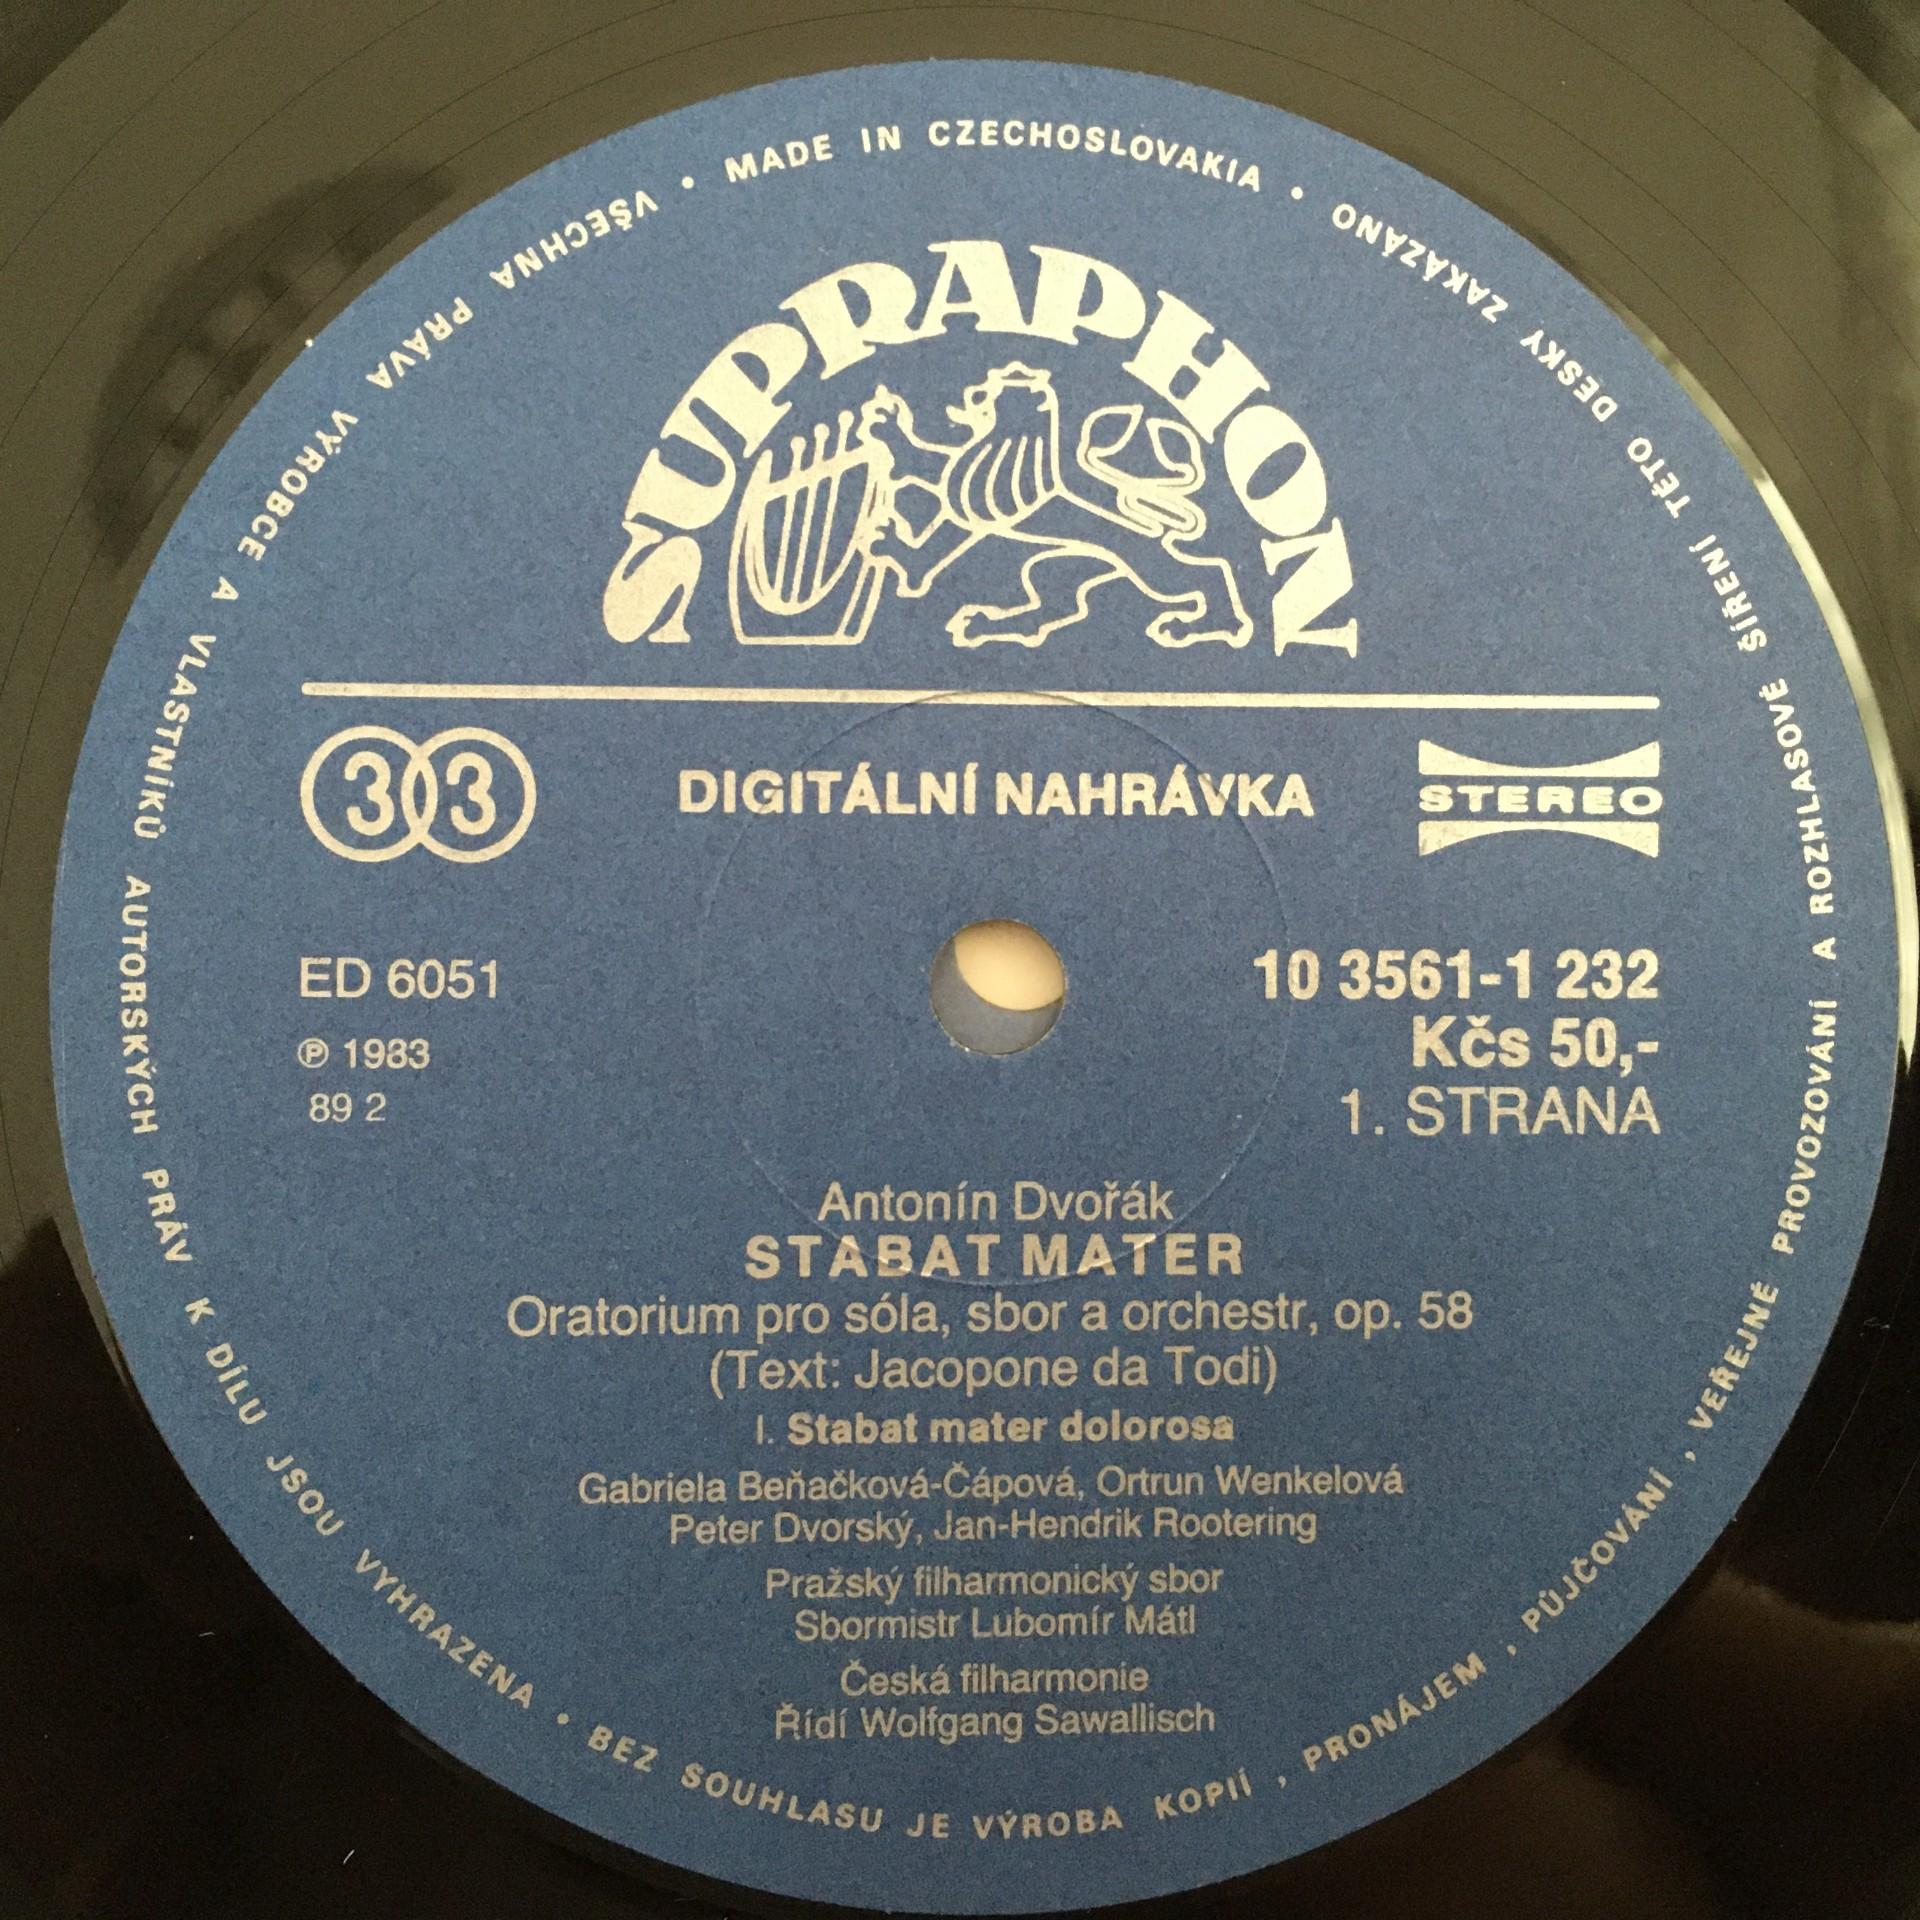 MADE IN CZECHOSLOVAKIA • ZAKÁZÁNO DESKY TÉTO ŠÍŘENÍ ROZHLASOVÉ A PROVOZOVÁNÍ VEŘEJNÉ , PŮJČOVÁNÍ , PRONÁJEM , KOPIÍ VÝROBA JE SOUHLASU BEZ • VYHRAZENA JSOU DÍLU K PRÁV AUTORSKÝCH VLASTNÍKŮ A VÝROBCE PRÁVA VŠECHNA •
SUPRAPHON
33 DIGITÁLNÍ NAHRÁVKA STEREO
ED 6051
℗ 1983
89 2
10 3561-1 232
Kčs 50,-
1. STRANA
Antonín Dvořák
STABAT MATER
Oratorium pro sóla, sbor a orchestr, op. 58
(Text: Jacopone da Todi)
I. Stabat mater dolorosa
Gabriela Beňačková-Čápová, Ortrun Wenkelová
Peter Dvorský, Jan-Hendrik Rootering
Pražský filharmonický sbor
Sbormistr Lubomír Mátl
Česká filharmonie
Řídí Wolfgang Sawallisch